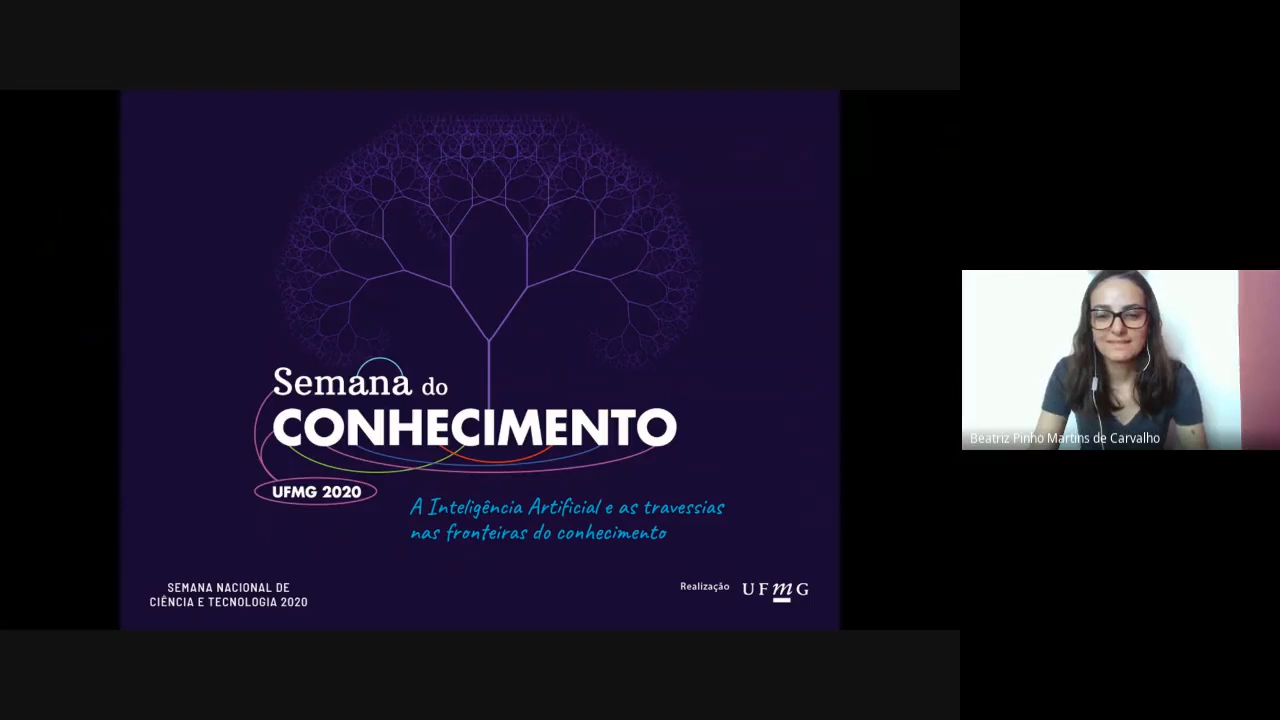 Semana do
CONHECIMENTO
UFMG 2020
A Inteligência Artificial e as travessias
nas fronteiras do conhecimento
SEMANA NACIONAL DE
CIÊNCIA E TECNOLOGIA 2020
Realização UFmG
Beatriz Pinho Martins de Carvalho